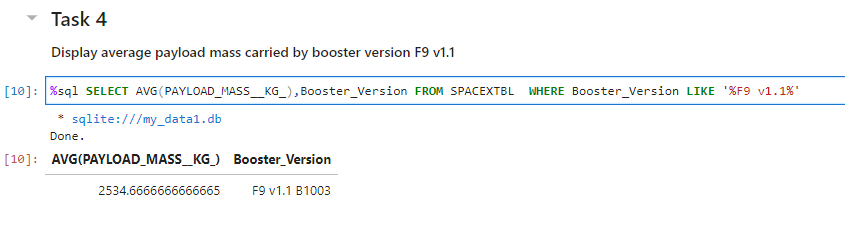 Task 4
Display average payload mass carried by booster version F9 v1.1
[10]: %sql SELECT AVG(PAYLOAD_MASS__KG_),Booster_Version FROM SPACEXTBL  WHERE Booster_Version LIKE '%F9 v1.1%'
* sqlite:///my_data1.db
Done.
[10]: AVG(PAYLOAD_MASS__KG_) Booster_Version
2534.6666666666665 F9 v1.1 B1003